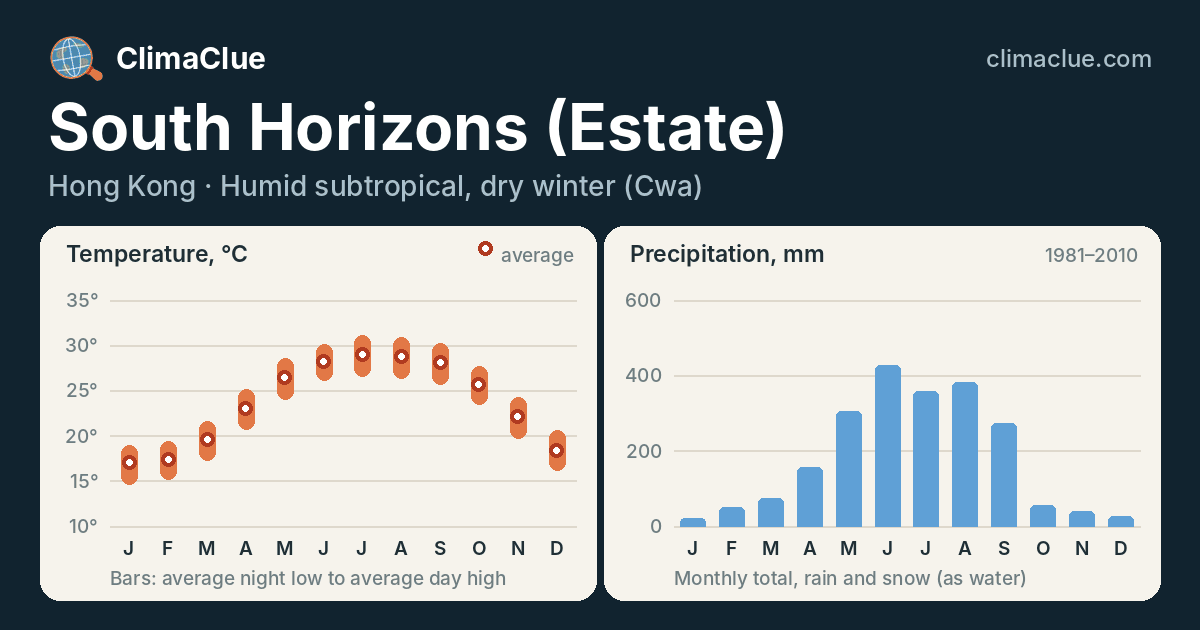 ClimaClue
climaclue.com
South Horizons (Estate)
Hong Kong · Humid subtropical, dry winter (Cwa)
Temperature, °C
average
35°
30°
25°
20°
15°
10°
J F M A M J J A S O N D
Bars: average night low to average day high
Precipitation, mm
1981–2010
600
400
200
0
J F M A M J J A S O N D
Monthly total, rain and snow (as water)